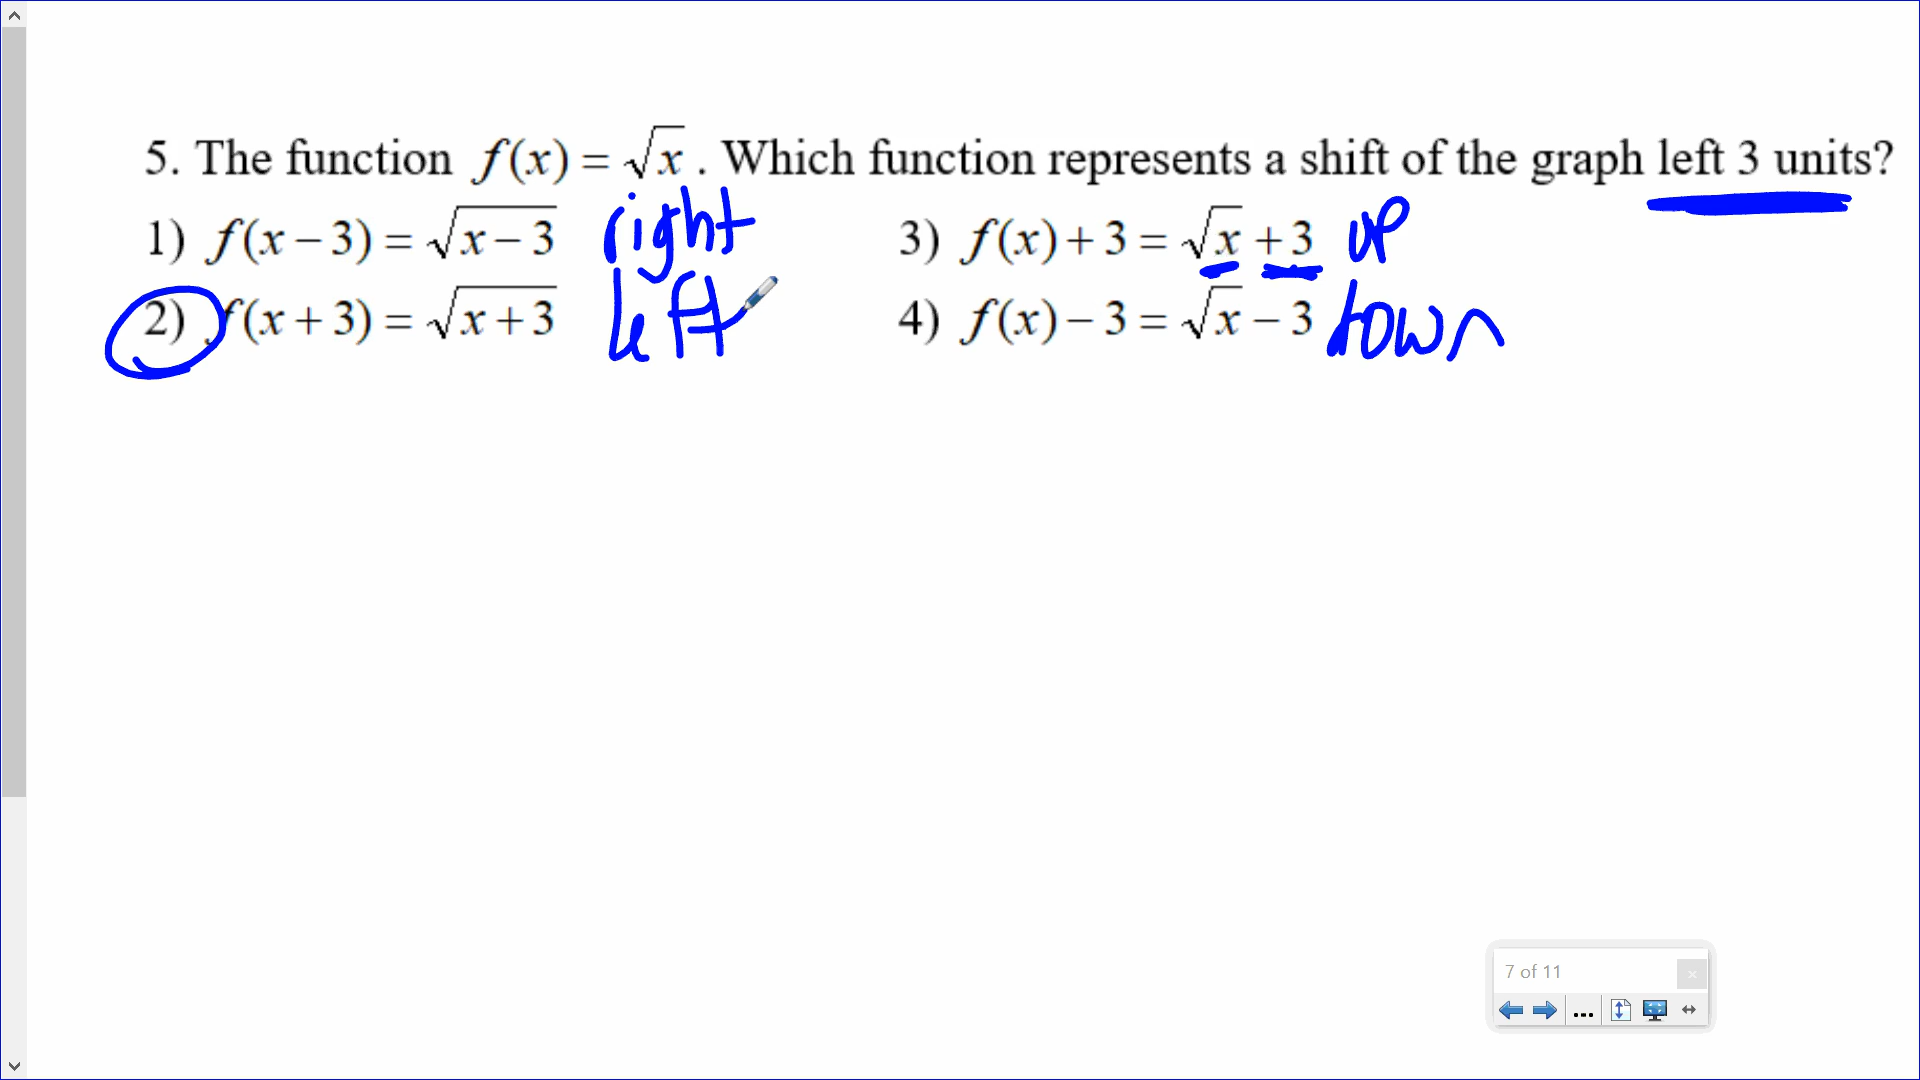 5. The function f(x) = √x . Which function represents a shift of the graph left 3 units?
1) f(x − 3) = √x − 3 right 3) f(x) + 3 = √x + 3 up
2) f(x + 3) = √x + 3 left 4) f(x) − 3 = √x − 3 down
7 of 11